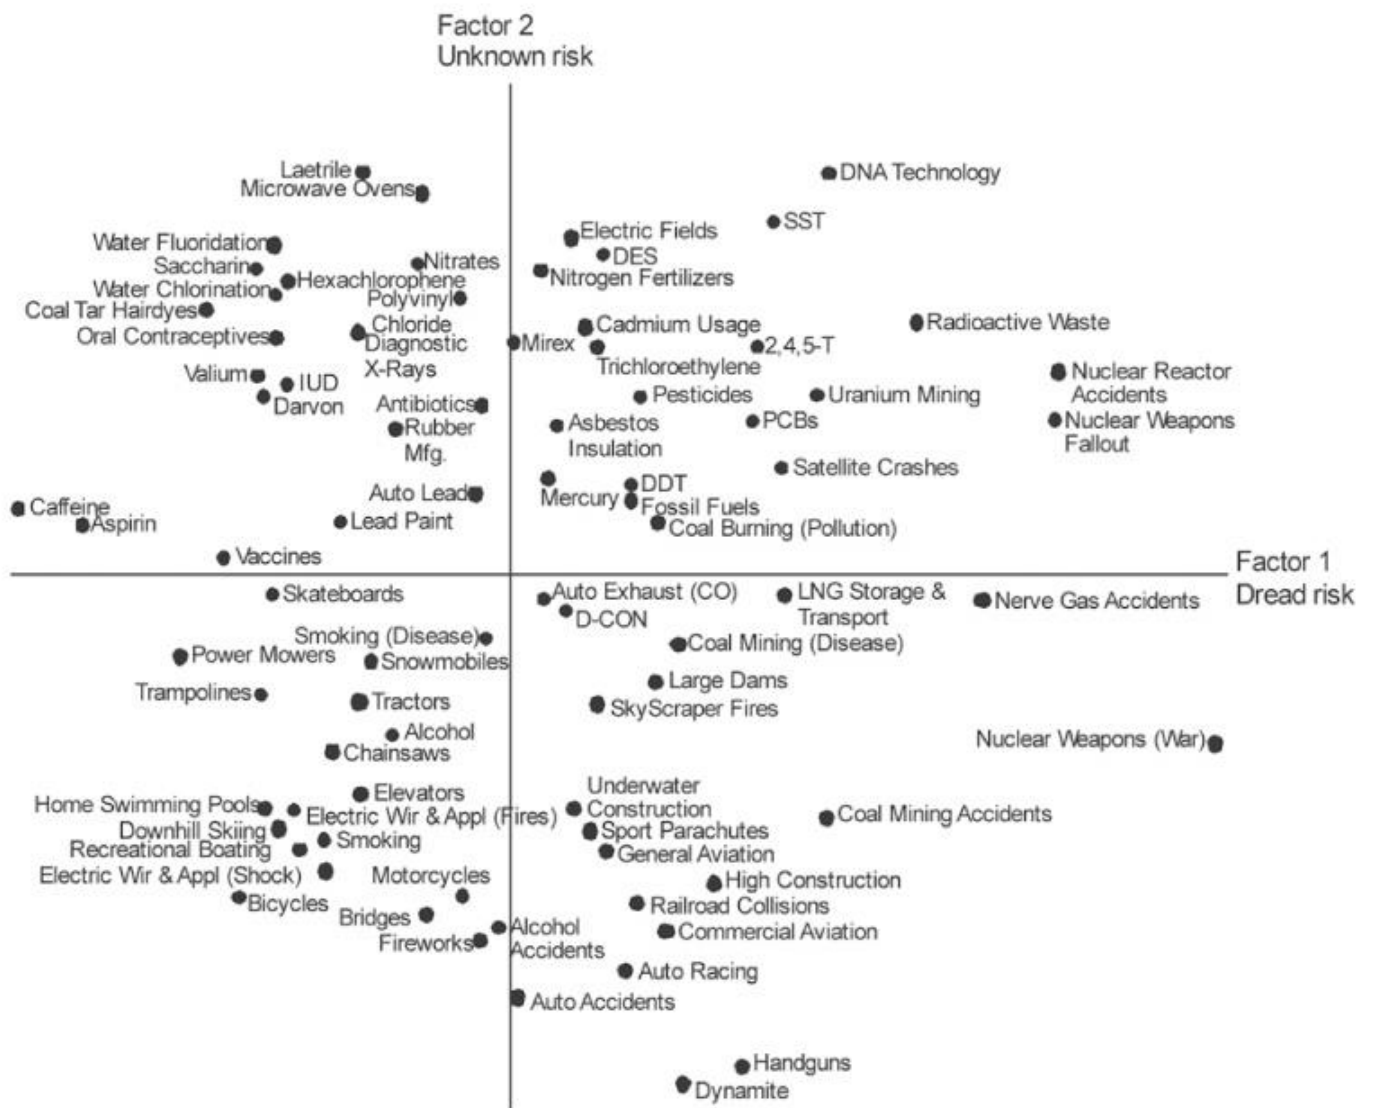 Factor 2
Unknown risk
Laetrile
Microwave Ovens
DNA Technology
SST
Water Fluoridation
Electric Fields
DES
Saccharin
Nitrates
Nitrogen Fertilizers
Hexachlorophene
Water Chlorination
Polyvinyl
Chloride
Coal Tar Hairdyes
Oral Contraceptives
Diagnostic
X-Rays
Mirex
Cadmium Usage
Trichloroethylene
2,4,5-T
Radioactive Waste
Valium
IUD
Darvon
Nuclear Reactor
Accidents
Antibiotics
Pesticides
Uranium Mining
Rubber
Mfg.
Asbestos
Insulation
PCBs
Nuclear Weapons
Fallout
Satellite Crashes
Auto Lead
Mercury
DDT
Fossil Fuels
Caffeine
Aspirin
Lead Paint
Coal Burning (Pollution)
Vaccines
Factor 1
Dread risk
Skateboards
Auto Exhaust (CO)
D-CON
LNG Storage &
Transport
Nerve Gas Accidents
Smoking (Disease)
Coal Mining (Disease)
Power Mowers
Snowmobiles
Large Dams
Trampolines
Tractors
SkyScraper Fires
Alcohol
Chainsaws
Nuclear Weapons (War)
Elevators
Underwater
Construction
Home Swimming Pools
Electric Wir & Appl (Fires)
Coal Mining Accidents
Downhill Skiing
Sport Parachutes
Smoking
Recreational Boating
General Aviation
Electric Wir & Appl (Shock)
Motorcycles
High Construction
Bicycles
Railroad Collisions
Bridges
Alcohol
Accidents
Commercial Aviation
Fireworks
Auto Racing
Auto Accidents
Handguns
Dynamite